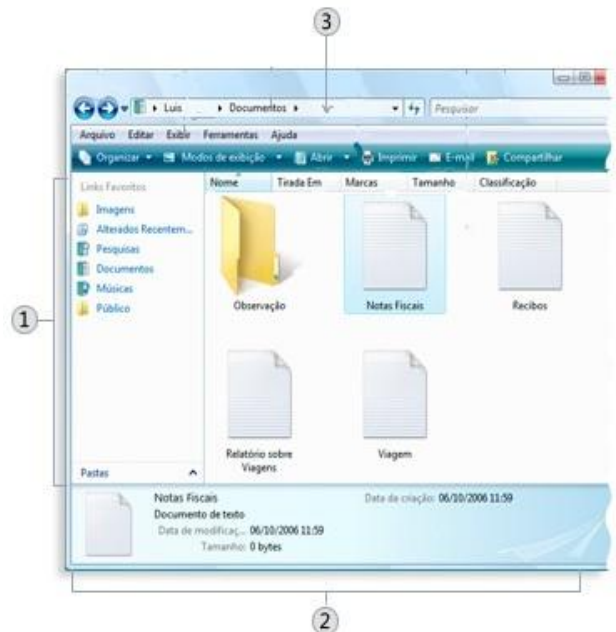 3
Luis Documentos Pesquisar
Arquivo Editar Exibir Ferramentas Ajuda
Organizar Modos de exibição Abrir Imprimir E-mail Compartilhar
Links Favoritos
Nome Tirada Em Marcas Tamanho Classificação
Imagens
Alterados Recentem...
Pesquisas
Documentos
Músicas
Público
Observação Notas Fiscais Recibos
1
Relatório sobre
Viagens
Viagem
Pastas
Notas Fiscais Data de criação: 06/10/2006 11:59
Documento de texto
Data de modificaç... 06/10/2006 11:59
Tamanho: 0 bytes
2